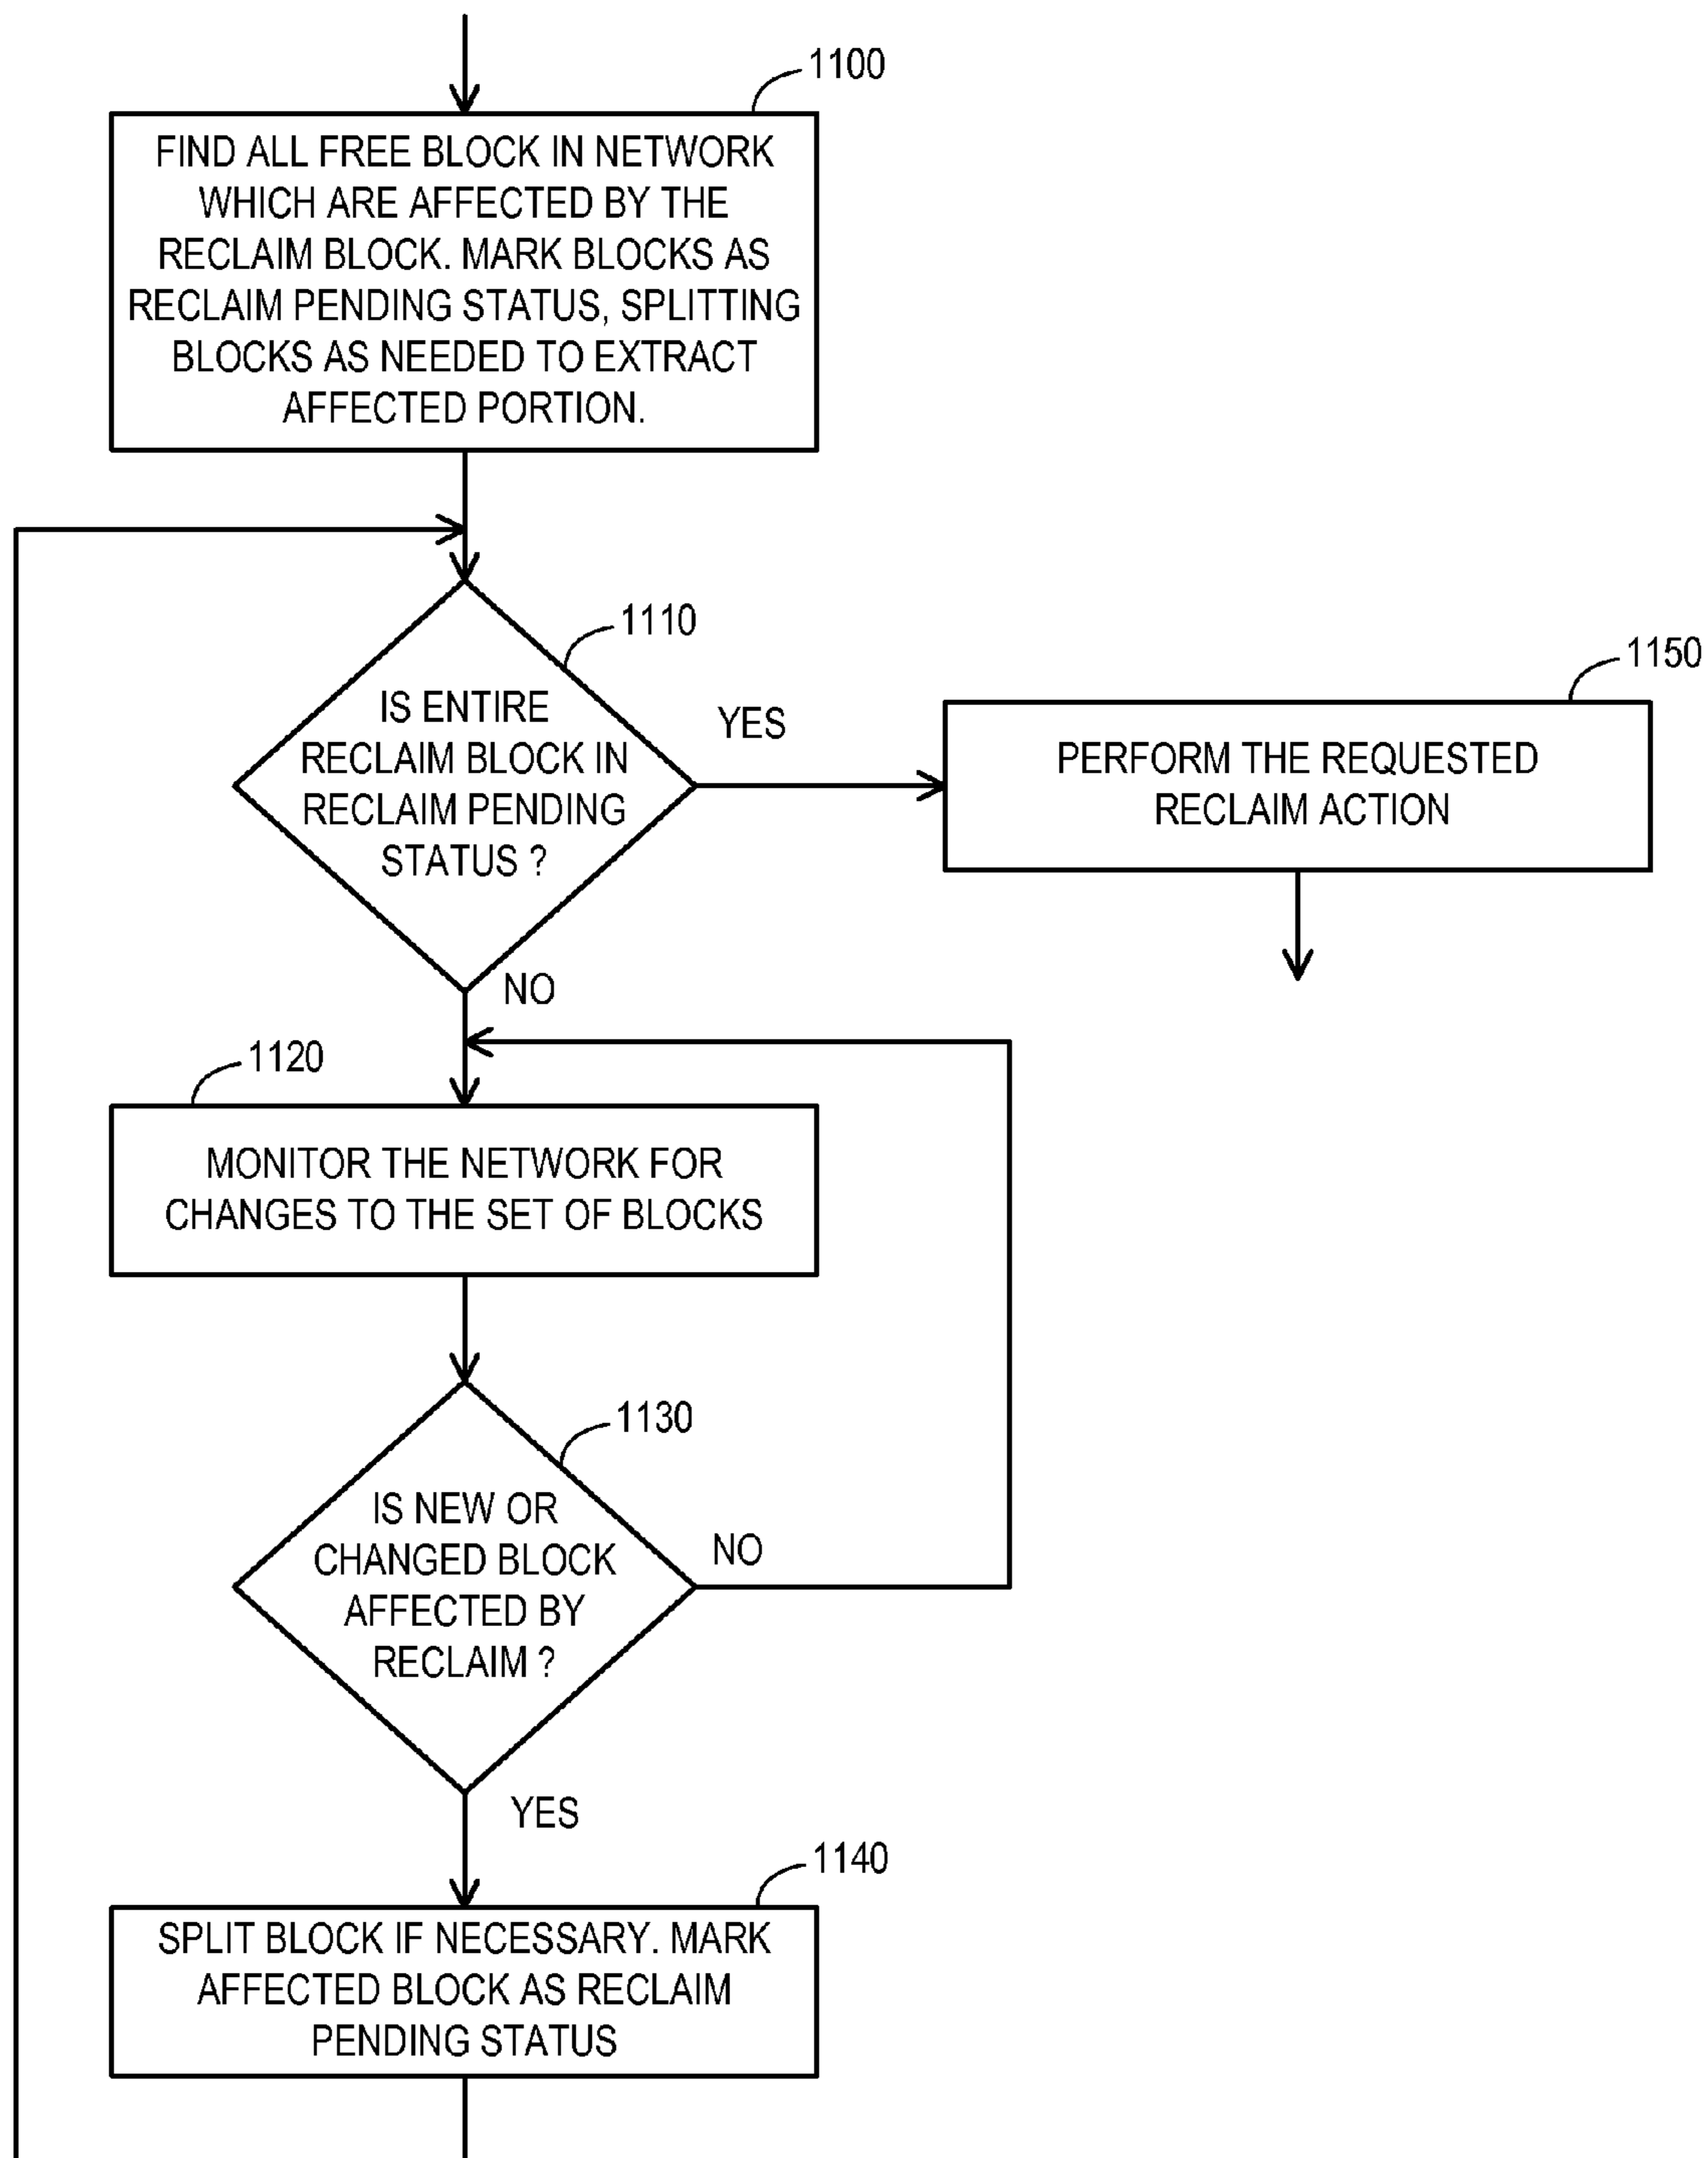 1100
FIND ALL FREE BLOCK IN NETWORK
WHICH ARE AFFECTED BY THE
RECLAIM BLOCK. MARK BLOCKS AS
RECLAIM PENDING STATUS, SPLITTING
BLOCKS AS NEEDED TO EXTRACT
AFFECTED PORTION.
1110
IS ENTIRE
RECLAIM BLOCK IN
RECLAIM PENDING
STATUS ?
YES
1150
PERFORM THE REQUESTED
RECLAIM ACTION
NO
1120
MONITOR THE NETWORK FOR
CHANGES TO THE SET OF BLOCKS
1130
IS NEW OR
CHANGED BLOCK
AFFECTED BY
RECLAIM ?
NO
YES
1140
SPLIT BLOCK IF NECESSARY. MARK
AFFECTED BLOCK AS RECLAIM
PENDING STATUS